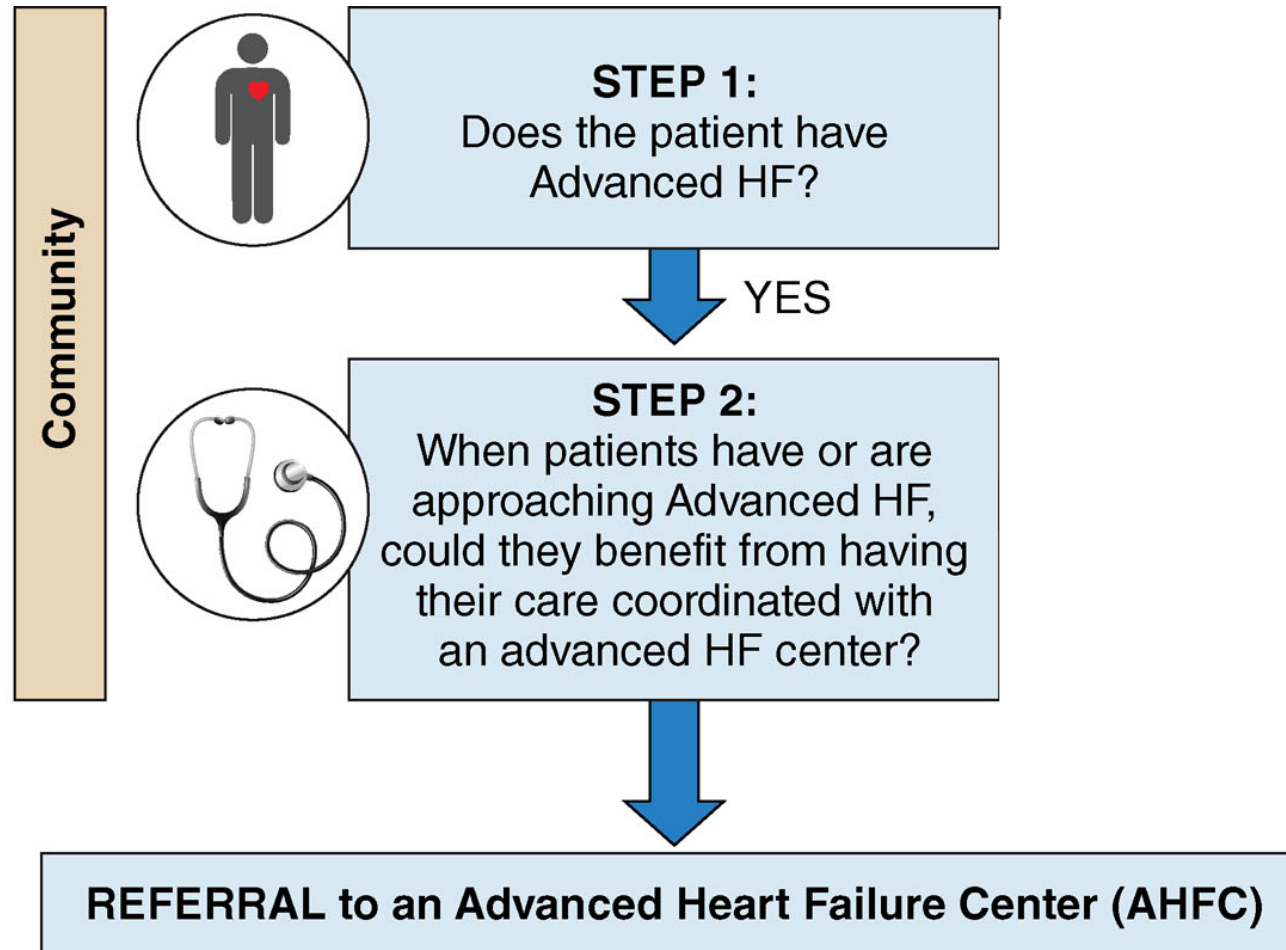 Community
STEP 1:
Does the patient have
Advanced HF?
YES
STEP 2:
When patients have or are
approaching Advanced HF,
could they benefit from having
their care coordinated with
an advanced HF center?
REFERRAL to an Advanced Heart Failure Center (AHFC)